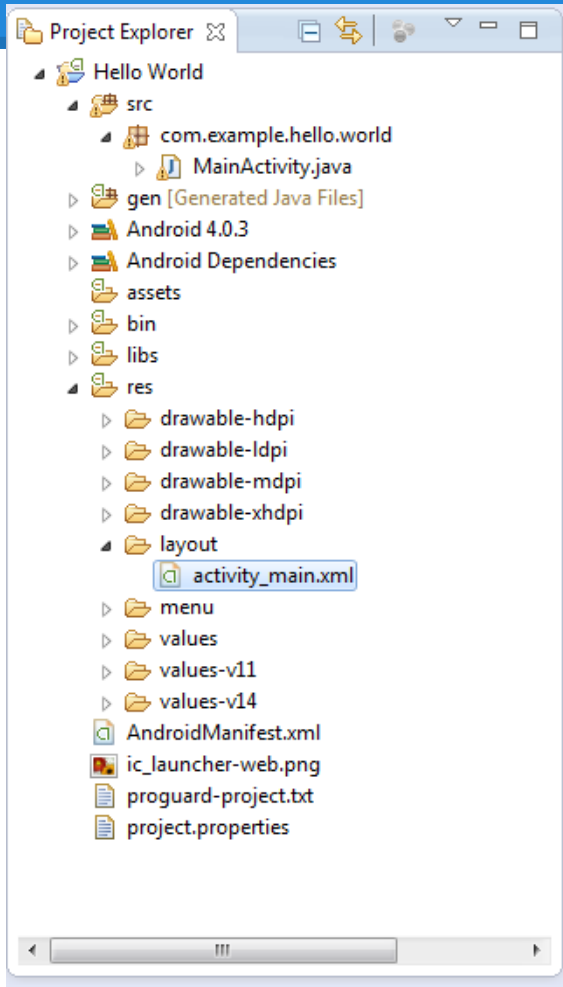 Project Explorer
Hello World
src
com.example.hello.world
MainActivity.java
gen [Generated Java Files]
Android 4.0.3
Android Dependencies
assets
bin
libs
res
drawable-hdpi
drawable-ldpi
drawable-mdpi
drawable-xhdpi
layout
activity_main.xml
menu
values
values-v11
values-v14
AndroidManifest.xml
ic_launcher-web.png
proguard-project.txt
project.properties